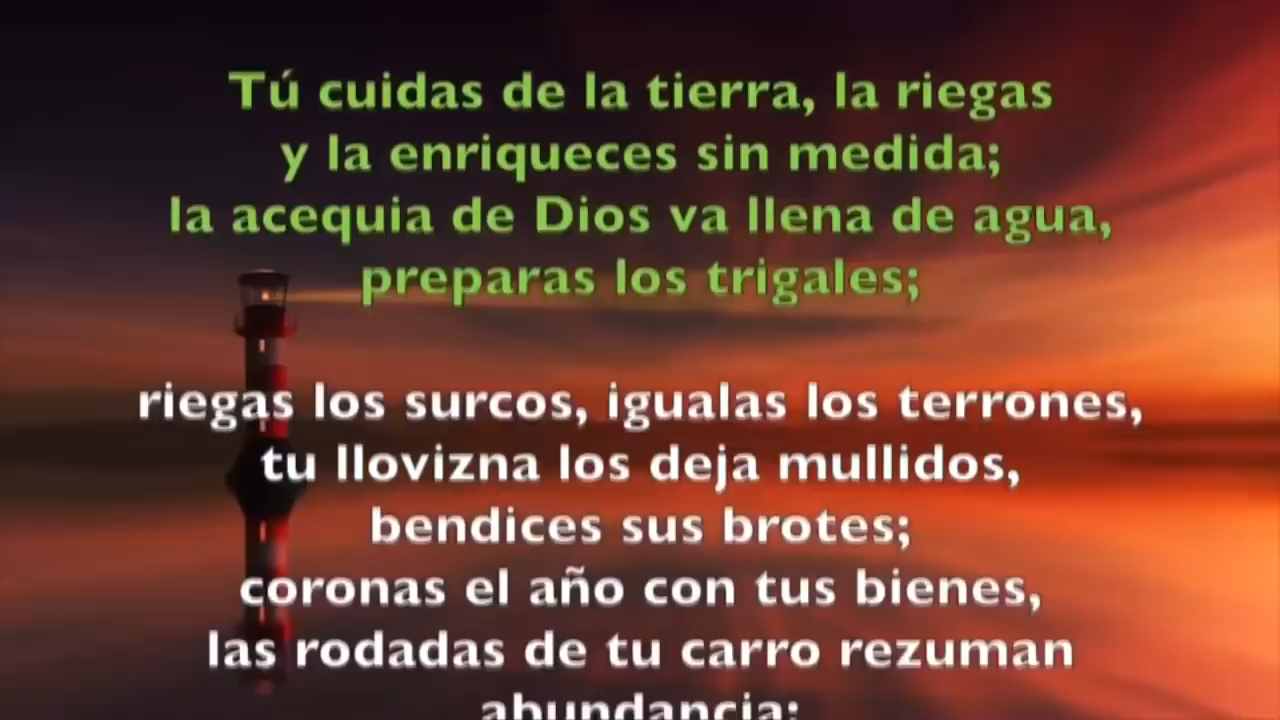 Tú cuidas de la tierra, la riegas
y la enriqueces sin medida;
la acequia de Dios va llena de agua,
preparas los trigales;
riegas los surcos, igualas los terrones,
tu llovizna los deja mullidos,
bendices sus brotes;
coronas el año con tus bienes,
las rodadas de tu carro rezuman
abundancia;